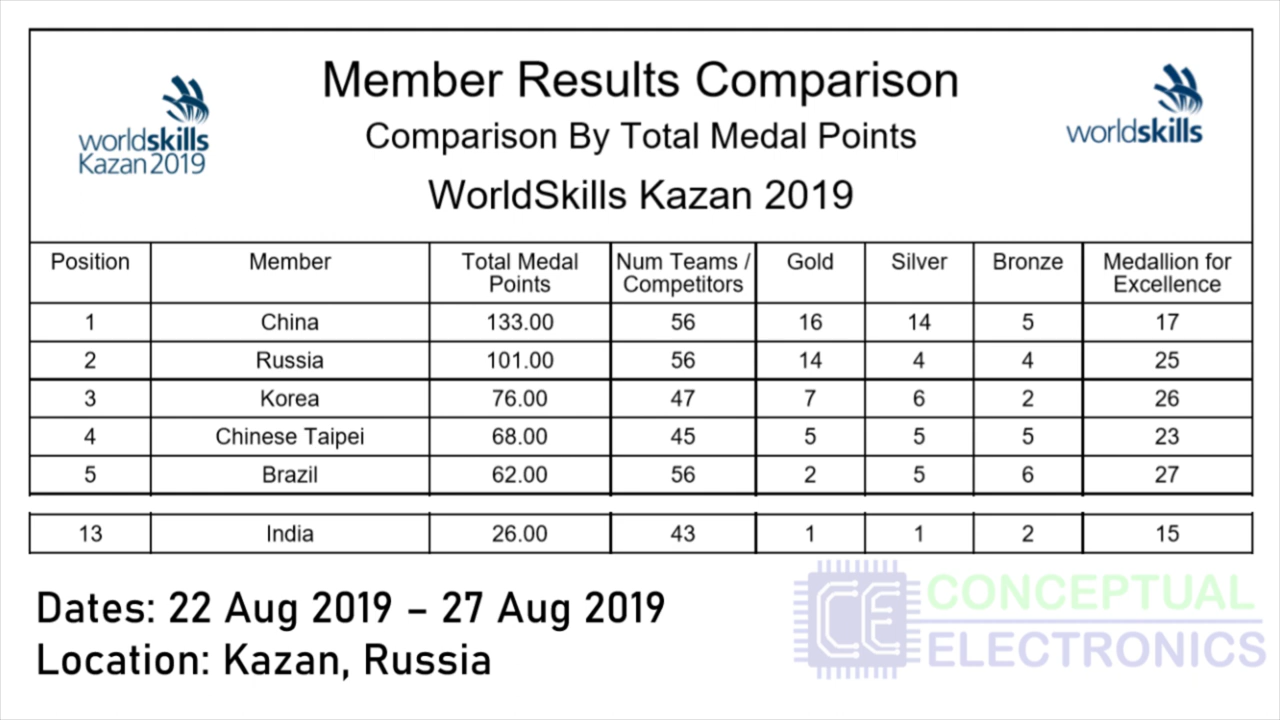 worldskills
Kazan 2019
Member Results Comparison
Comparison By Total Medal Points
WorldSkills Kazan 2019
worldskills
Position Member Total Medal Points Num Teams / Competitors Gold Silver Bronze Medallion for Excellence
1 China 133.00 56 16 14 5 17
2 Russia 101.00 56 14 4 4 25
3 Korea 76.00 47 7 6 2 26
4 Chinese Taipei 68.00 45 5 5 5 23
5 Brazil 62.00 56 2 5 6 27
13 India 26.00 43 1 1 2 15
Dates: 22 Aug 2019 – 27 Aug 2019
Location: Kazan, Russia
CE CONCEPTUAL
ELECTRONICS